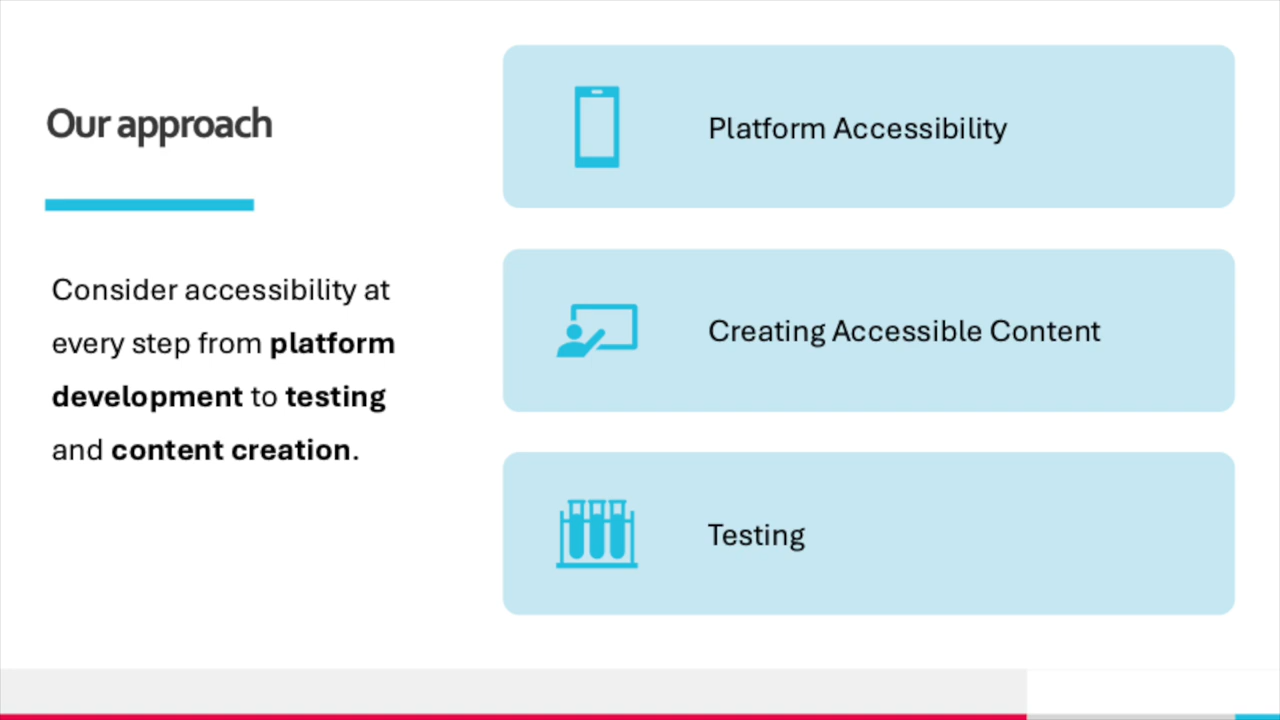 Our approach
Consider accessibility at
every step from platform
development to testing
and content creation.
Platform Accessibility
Creating Accessible Content
Testing